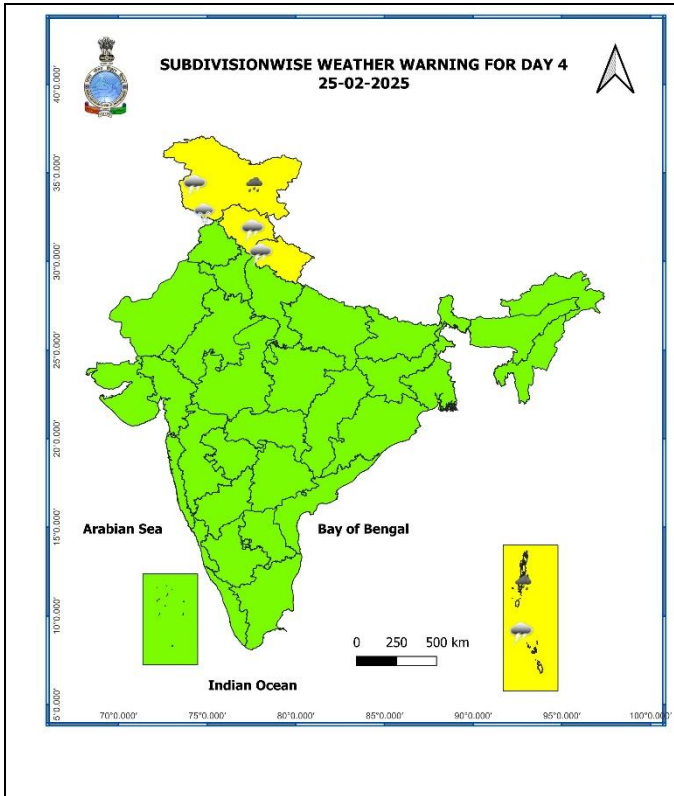 SUBDIVISIONWISE WEATHER WARNING FOR DAY 4
25-02-2025
40°0.000'
35°0.000'
30°0.000'
25°0.000'
20°0.000'
15°0.000'
10°0.000'
5°0.000'
Arabian Sea
Bay of Bengal
0 250 500 km
Indian Ocean
70°0.000' 75°0.000' 80°0.000' 85°0.000' 90°0.000' 95°0.000' 100°0.000'